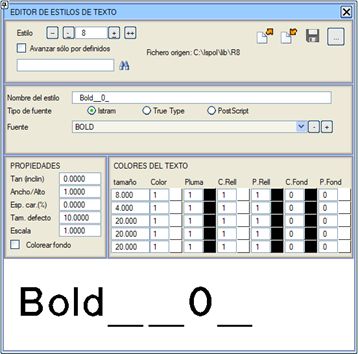 EDITOR DE ESTILOS DE TEXTO
Estilo -- - 8 + ++
Avanzar sólo por definidos
Fichero origen: C:\Ispol\lib\R8
...
Nombre del estilo Bold__0_
Tipo de fuente Istram True Type PostScript
Fuente BOLD - +
PROPIEDADES
Tan (inclin) 0.0000
Ancho/Alto 1.0000
Esp. car.(%) 0.0000
Tam. defecto 10.0000
Escala 1.0000
Colorear fondo
COLORES DEL TEXTO
tamaño Color Pluma C.Rell P.Rell C.Fond P.Fond
8.000 1 1 1 1 0 0
4.000 1 1 1 1 0 0
20.000 1 1 1 1 0 0
20.000 1 1 1 1 0 0
20.000 1 1 1 1 0 0
Bold__0_